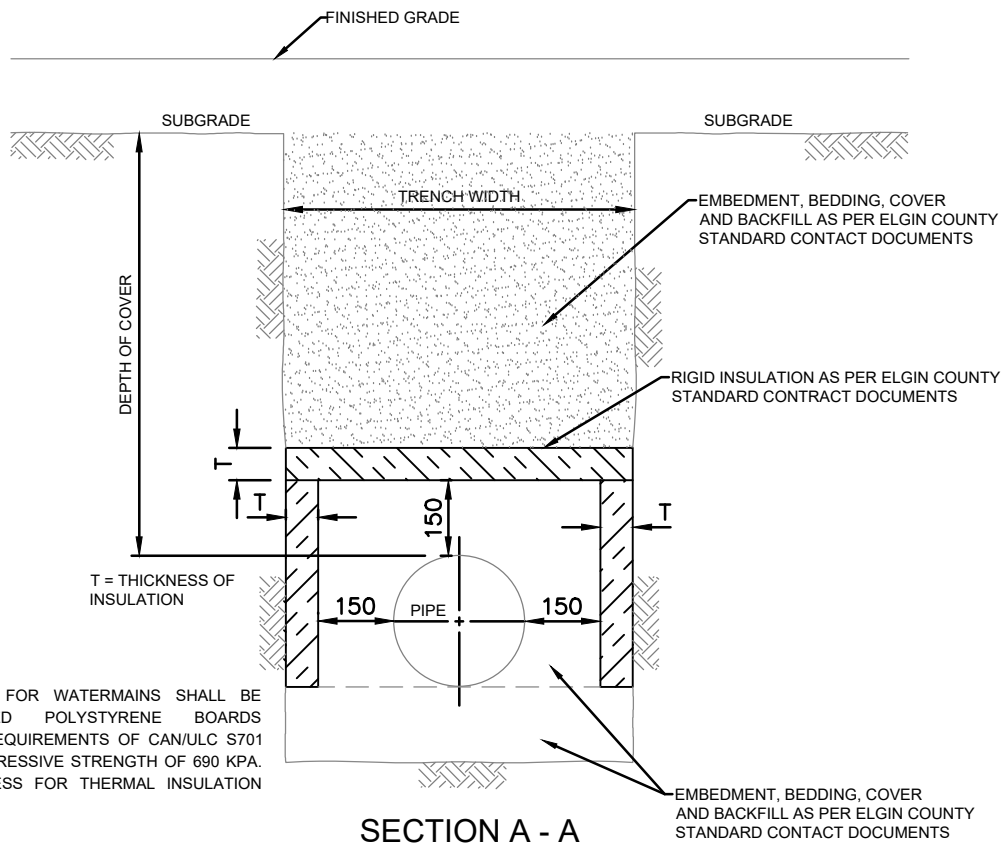 FINISHED GRADE
SUBGRADE
SUBGRADE
TRENCH WIDTH
EMBEDMENT, BEDDING, COVER
AND BACKFILL AS PER ELGIN COUNTY
STANDARD CONTACT DOCUMENTS
DEPTH OF COVER
RIGID INSULATION AS PER ELGIN COUNTY
STANDARD CONTRACT DOCUMENTS
T
T
150
T
T = THICKNESS OF
INSULATION
150
PIPE
150
FOR WATERMAINS SHALL BE
POLYSTYRENE BOARDS
OF CAN/ULC S701
STRENGTH OF 690 KPA.
FOR THERMAL INSULATION
EMBEDMENT, BEDDING, COVER
AND BACKFILL AS PER ELGIN COUNTY
STANDARD CONTACT DOCUMENTS
SECTION A - A